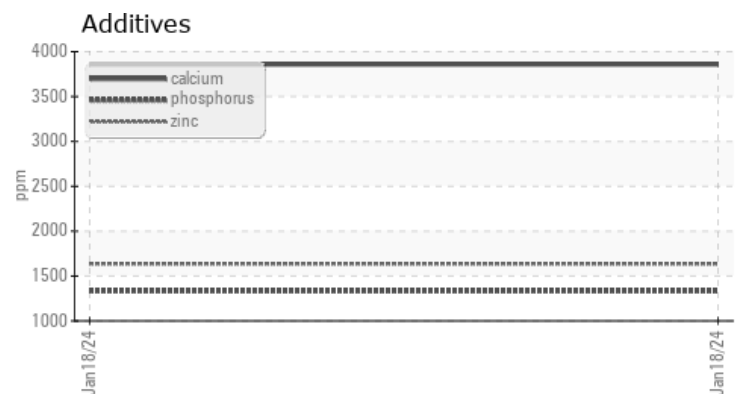 Additives
4000
calcium
3500
phosphorus
zinc
3000
ppm
2500
2000
1500
1000
Jan18/24
Jan18/24